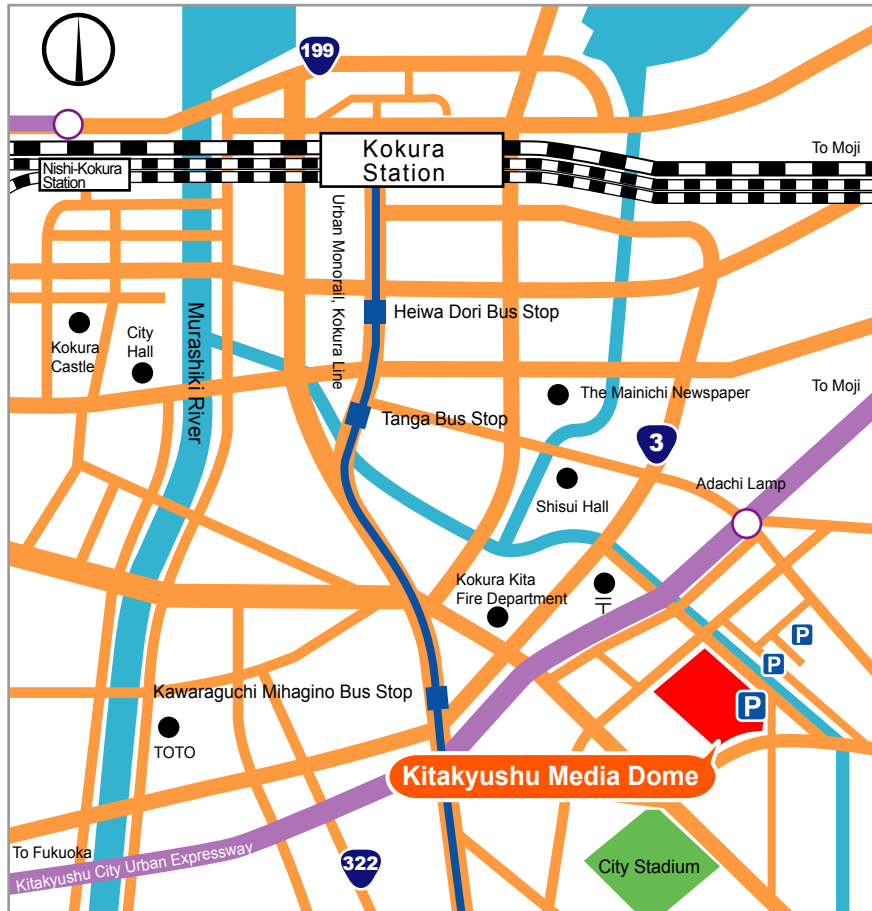 199
Kokura
Station
To Moji
Nishi-Kokura
Station
Urban Monorail, Kokura Line
Murashiki River
Heiwa Dori Bus Stop
Kokura
Castle
City
Hall
To Moji
The Mainichi Newspaper
Tanga Bus Stop
3
Adachi Lamp
Shisui Hall
Kokura Kita
Fire Department
〒
P
P
P
Kawaraguchi Mihagino Bus Stop
TOTO
Kitakyushu Media Dome
To Fukuoka
Kitakyushu City Urban Expressway
322
City Stadium